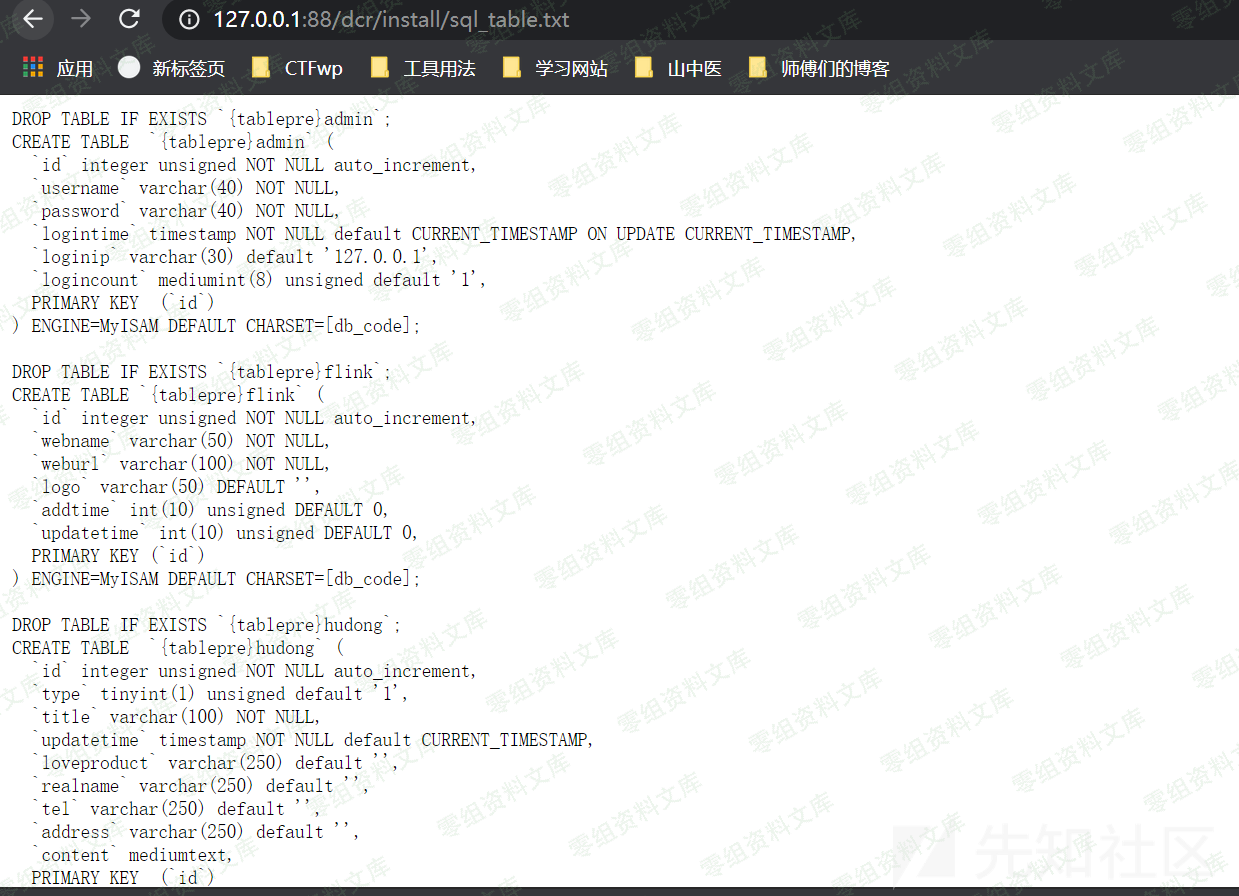 127.0.0.1:88/dcr/install/sql_table.txt
应用 新标签页 CTFwp 工具用法 学习网站 山中医 师傅们的博客
DROP TABLE IF EXISTS `{tablepre}admin`;
CREATE TABLE  `{tablepre}admin` (
  `id` integer unsigned NOT NULL auto_increment,
  `username` varchar(40) NOT NULL,
  `password` varchar(40) NOT NULL,
  `logintime` timestamp NOT NULL default CURRENT_TIMESTAMP ON UPDATE CURRENT_TIMESTAMP,
  `loginip` varchar(30) default '127.0.0.1',
  `logincount` mediumint(8) unsigned default '1',
  PRIMARY KEY  (`id`)
) ENGINE=MyISAM DEFAULT CHARSET=[db_code];
DROP TABLE IF EXISTS `{tablepre}flink`;
CREATE TABLE `{tablepre}flink` (
  `id` integer unsigned NOT NULL auto_increment,
  `webname` varchar(50) NOT NULL,
  `weburl` varchar(100) NOT NULL,
  `logo` varchar(50) DEFAULT '',
  `addtime` int(10) unsigned DEFAULT 0,
  `updatetime` int(10) unsigned DEFAULT 0,
  PRIMARY KEY (`id`)
) ENGINE=MyISAM DEFAULT CHARSET=[db_code];
DROP TABLE IF EXISTS `{tablepre}hudong`;
CREATE TABLE  `{tablepre}hudong` (
  `id` integer unsigned NOT NULL auto_increment,
  `type` tinyint(1) unsigned default '1',
  `title` varchar(100) NOT NULL,
  `updatetime` timestamp NOT NULL default CURRENT_TIMESTAMP,
  `loveproduct` varchar(250) default '',
  `realname` varchar(250) default '',
  `tel` varchar(250) default '',
  `address` varchar(250) default '',
  `content` mediumtext,
  PRIMARY KEY  (`id`)
零组资料文库
先知社区